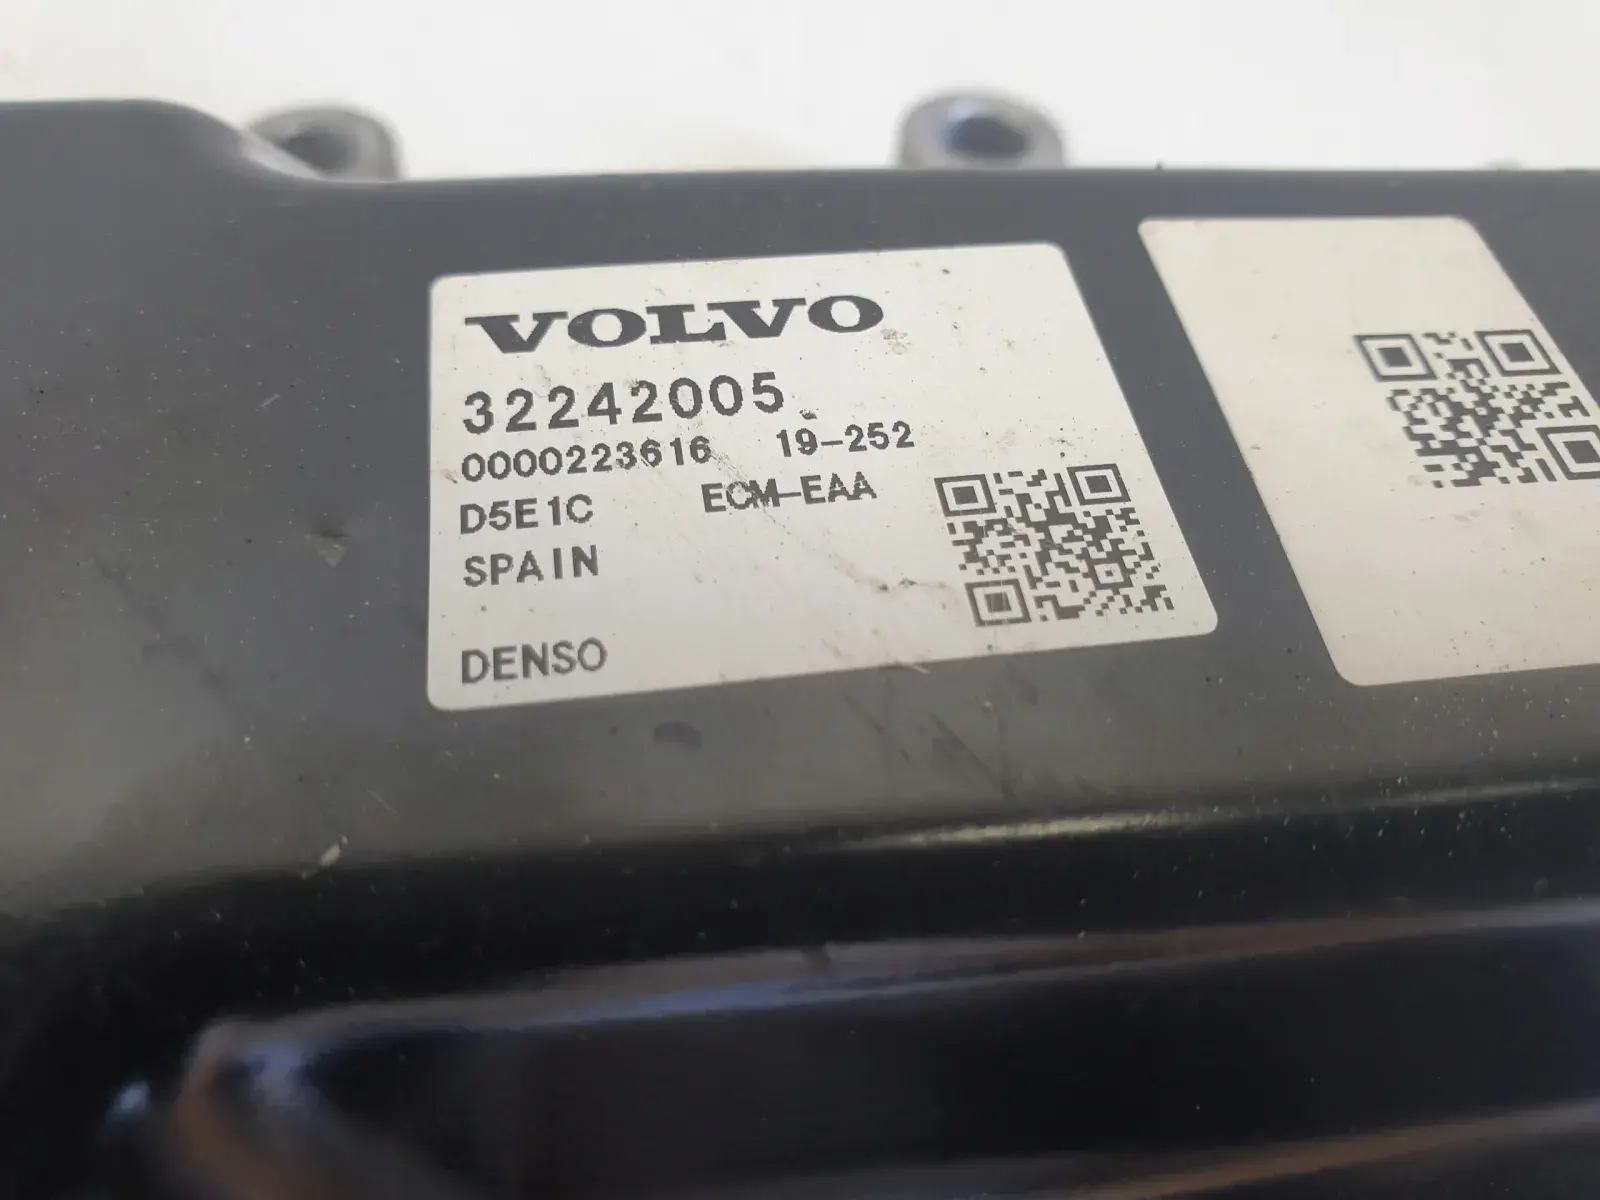 VOLVO
32242005
0000223616 19-252
D5E1C ECM-EAA
SPAIN
DENSO